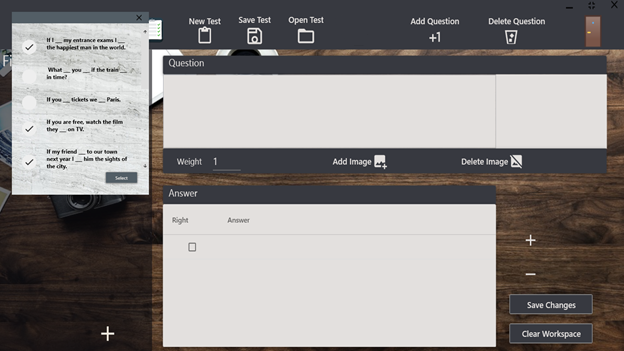 New Test
Save Test
Open Test
Add Question
Delete Question
+1
If I __ my entrance exams I __
the happiest man in the world.
What __ you __ if the train __
in time?
If you __ tickets we __ Paris.
If you are free, watch the film
they __ on TV.
If my friend __ to our town
next year I __ him the sights of
the city.
Select
Fi
Question
Weight 1
Add Image
Delete Image
Answer
Right
Answer
Save Changes
Clear Workspace